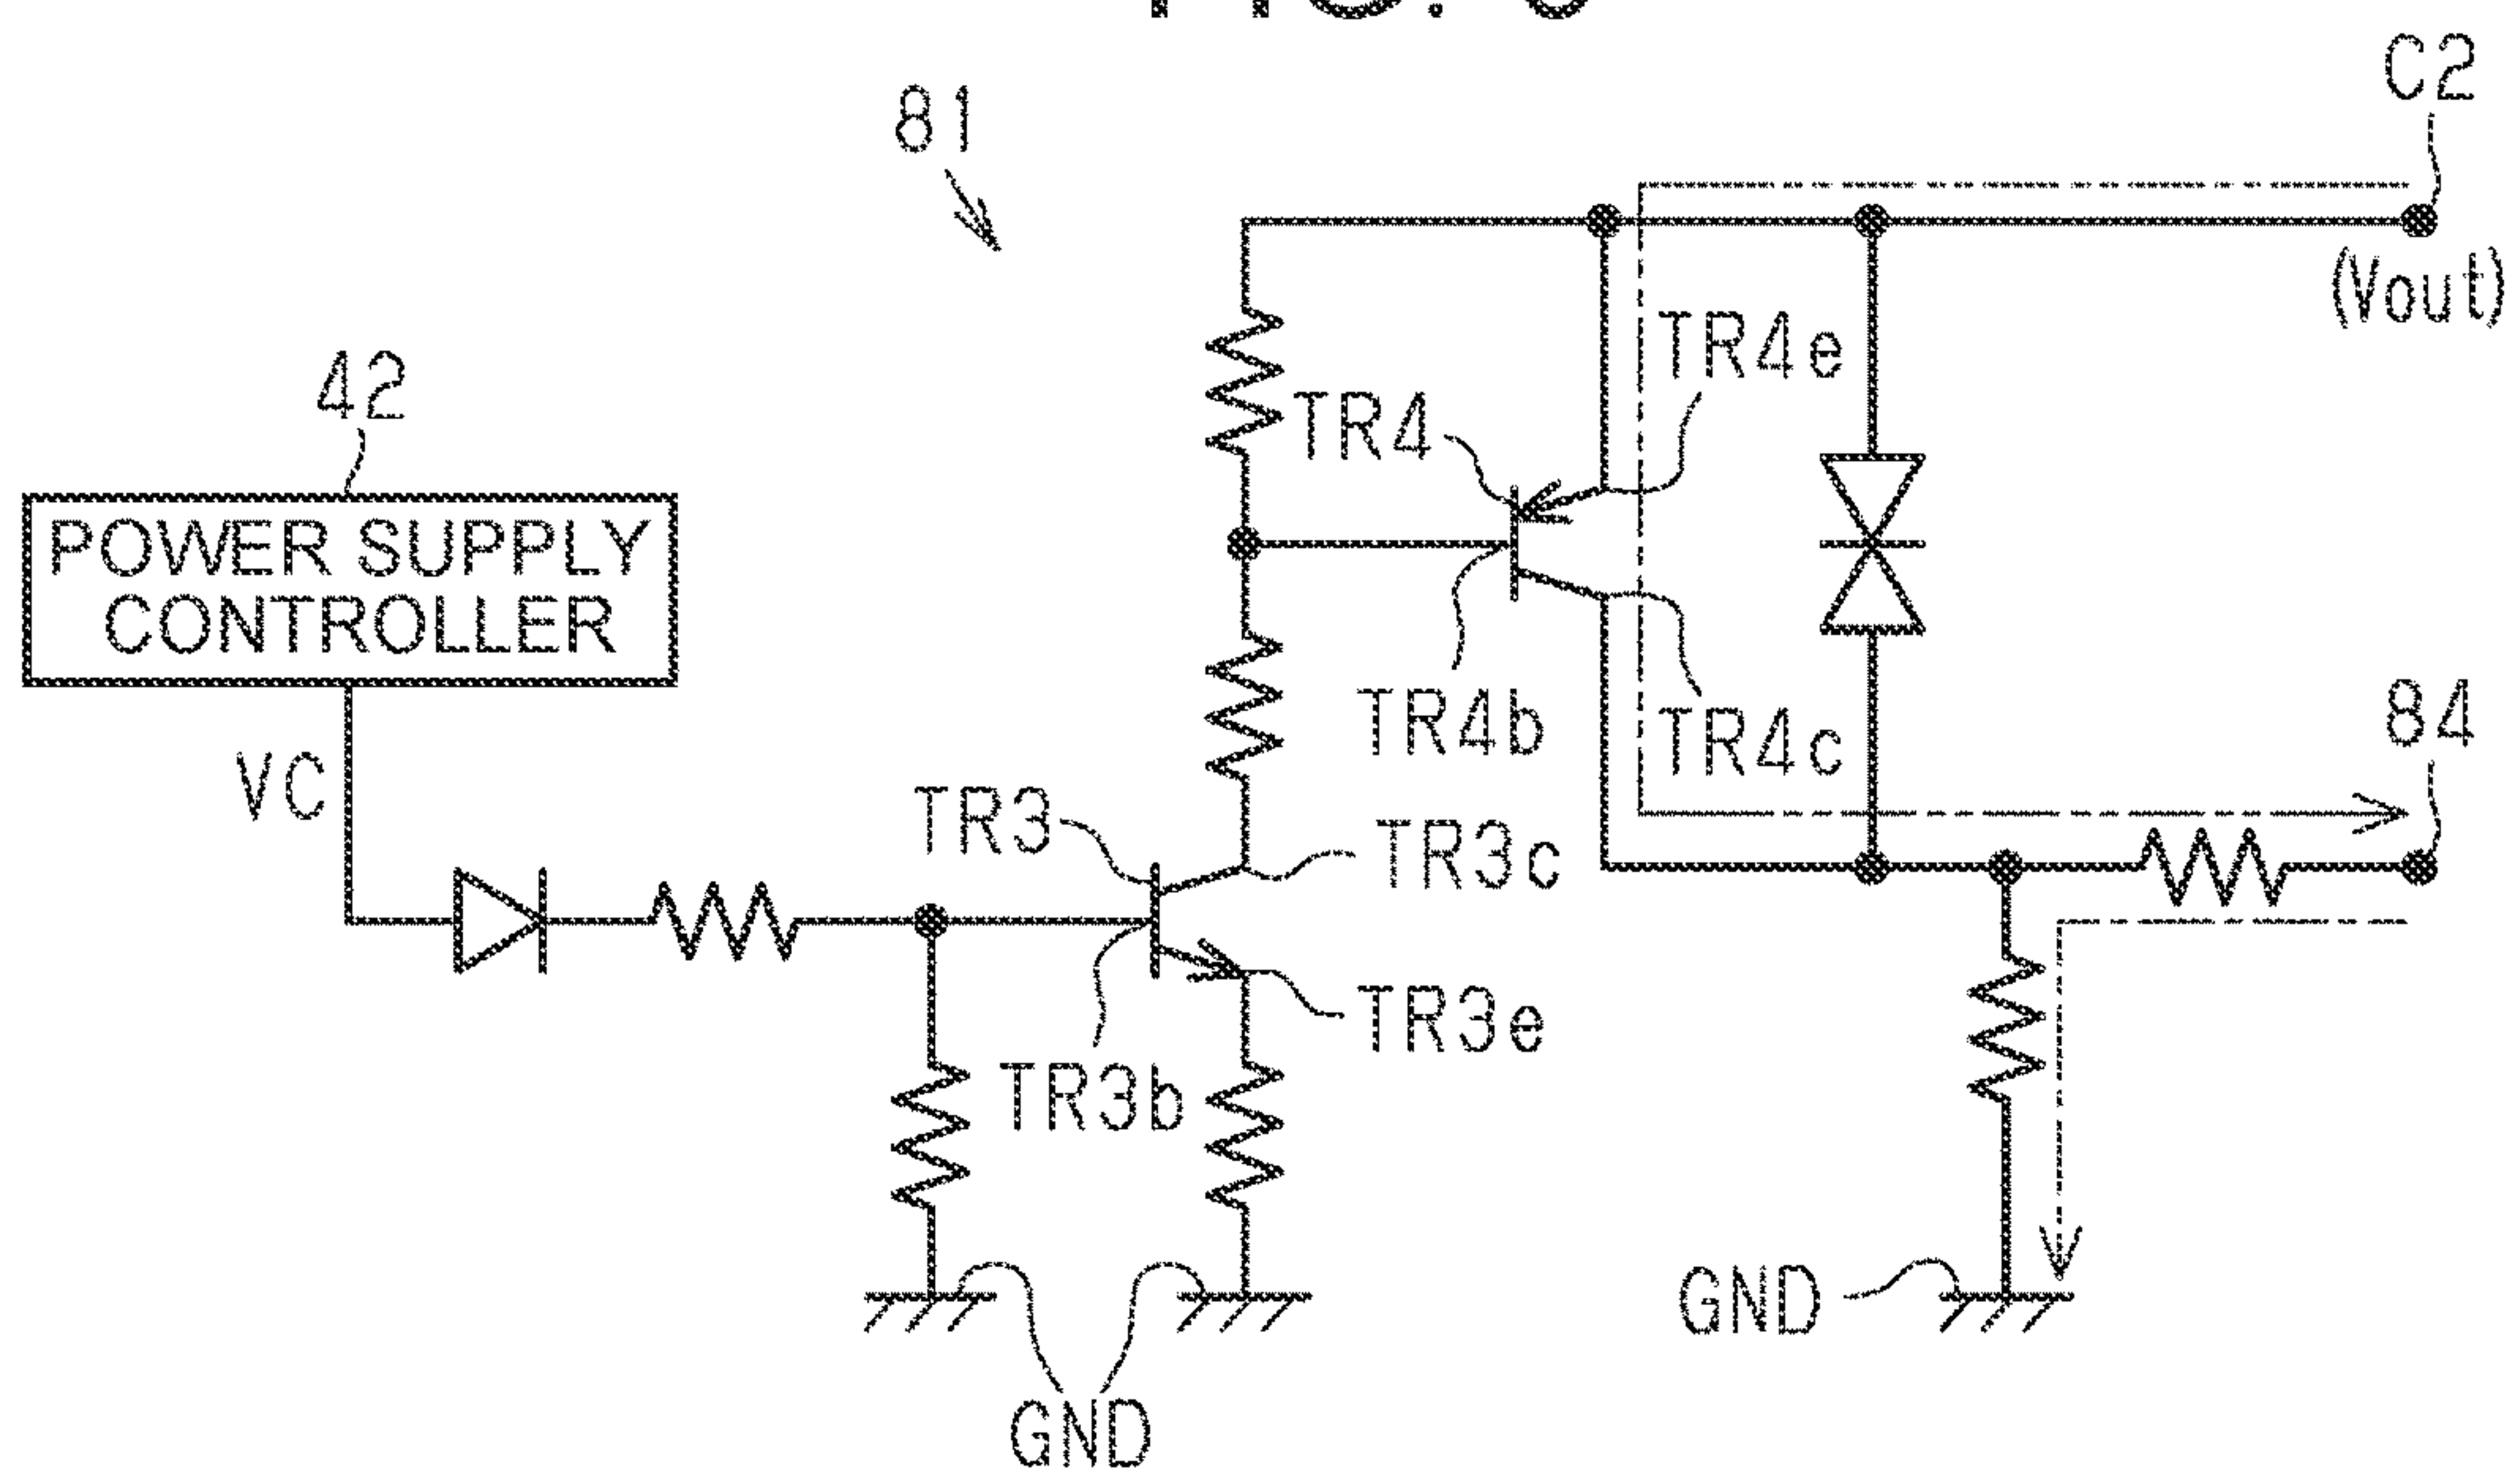 C2
81
(Vout)
TR4e
42
TR4
POWER SUPPLY
CONTROLLER
84
TR4b
TR4c
VC
TR3
TR3c
TR3e
TR3b
GND
GND